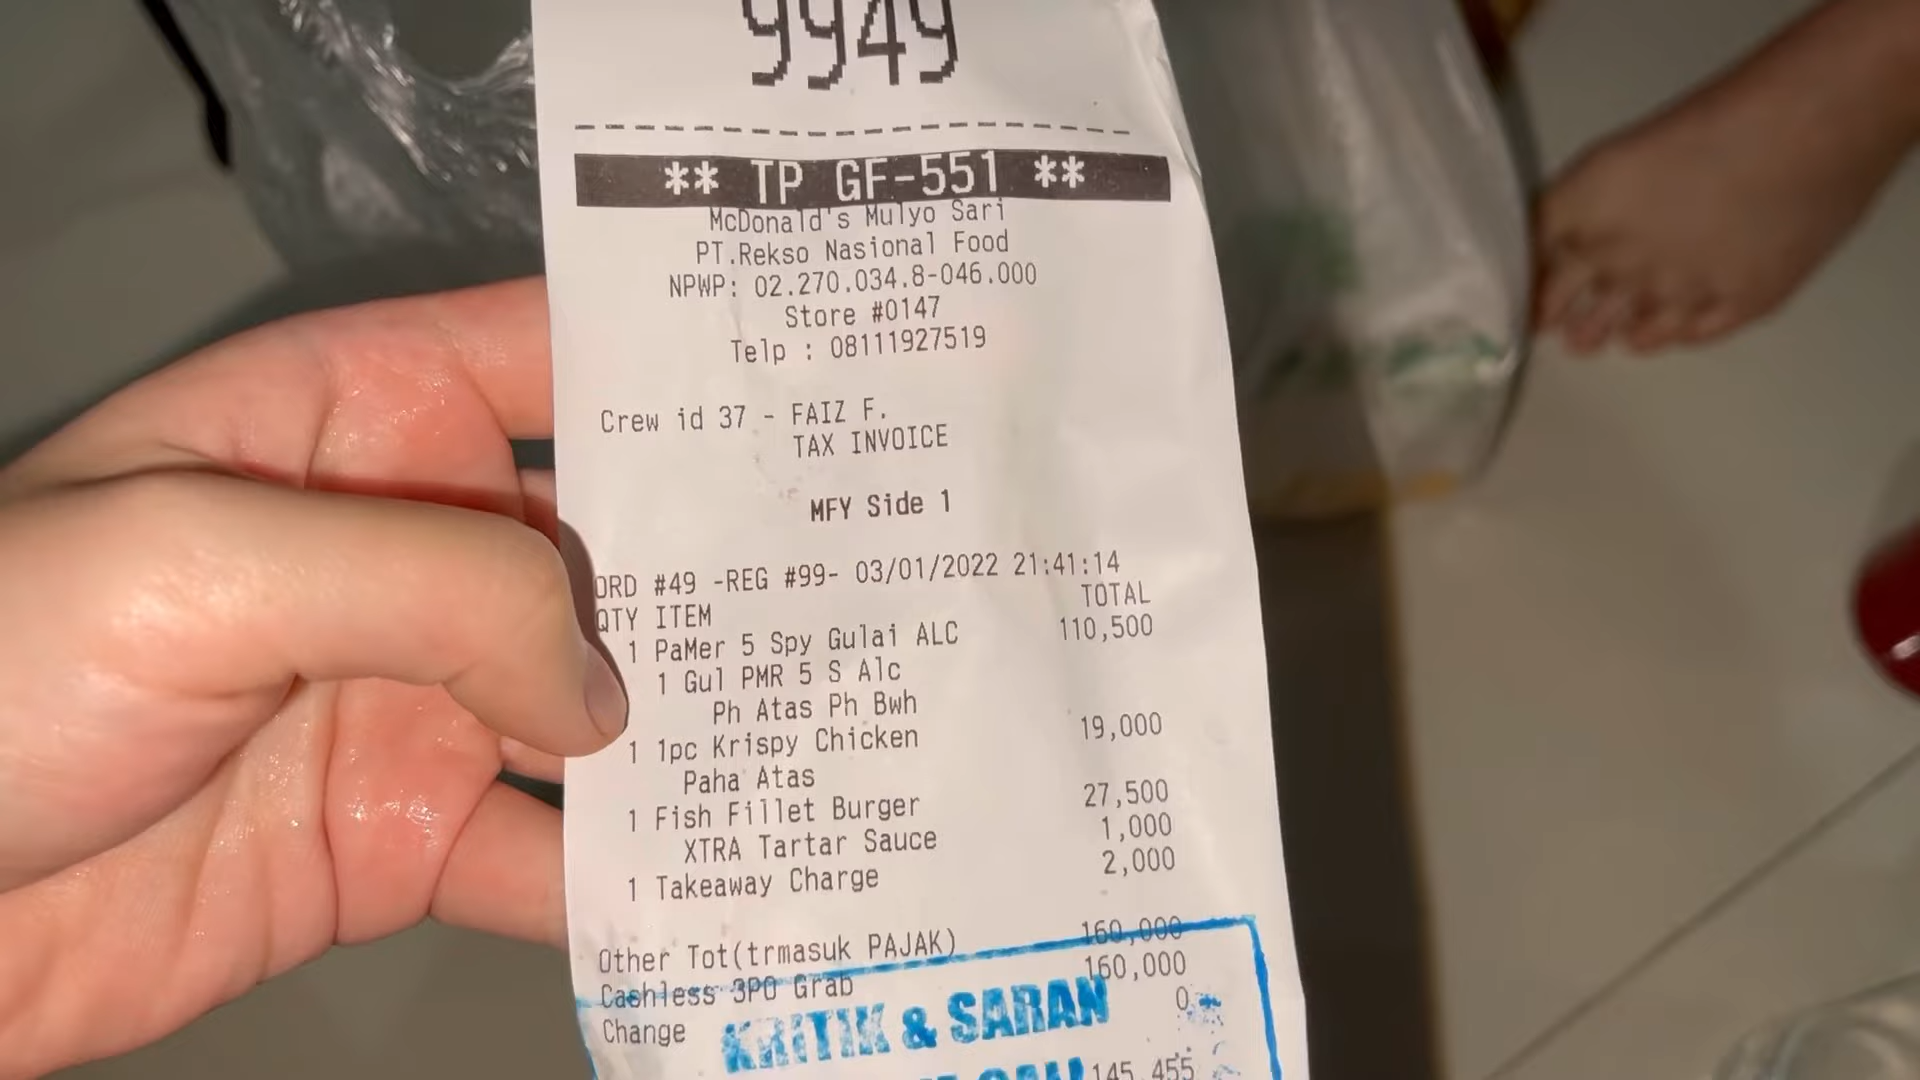 9949
** TP GF-551 **
McDonald's Mulyo Sari
PT.Rekso Nasional Food
NPWP: 02.270.034.8-046.000
Store #0147
Telp : 08111927519
Crew id 37 - FAIZ F.
TAX INVOICE
MFY Side 1
ORD #49 -REG #99- 03/01/2022 21:41:14
QTY ITEM TOTAL
1 PaMer 5 Spy Gulai ALC 110,500
1 Gul PMR 5 S Alc
Ph Atas Ph Bwh
1 1pc Krispy Chicken 19,000
Paha Atas
1 Fish Fillet Burger 27,500
XTRA Tartar Sauce 1,000
1 Takeaway Charge 2,000
Other Tot(trmasuk PAJAK) 160,000
Cashless 3PO Grab 160,000
Change 0
KRITIK & SARAN
145,455